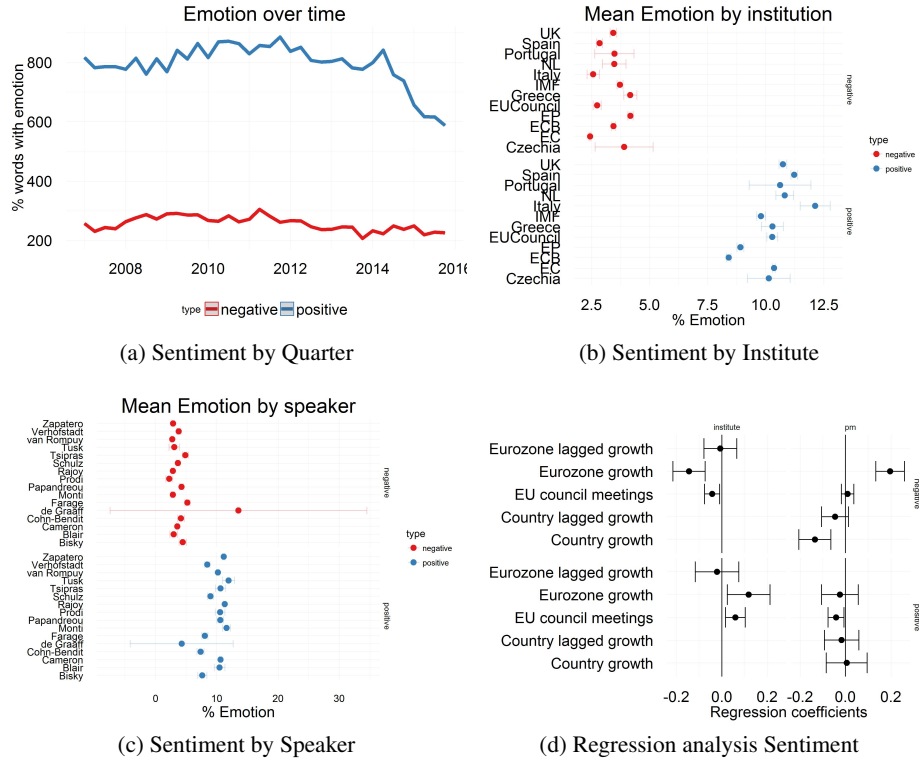 Emotion over time
% words with emotion
800
600
400
200
2008
2010
2012
2014
2016
type
negative
positive
(a) Sentiment by Quarter
Mean Emotion by institution
UK
Spain
Portugal
NL
Italy
IMF
Greece
EUCouncil
EP
ECB
EC
Czechia
negative
UK
Spain
Portugal
NL
Italy
IMF
Greece
EUCouncil
EP
ECB
EC
Czechia
positive
2.5
5.0
7.5
10.0
12.5
% Emotion
type
negative
positive
(b) Sentiment by Institute
Mean Emotion by speaker
Zapatero
Verhofstadt
van Rompuy
Tusk
Tsipras
Schulz
Rajoy
Prodi
Papandreou
Monti
Farage
de Graaff
Cohn-Bendit
Cameron
Blair
Bisky
negative
Zapatero
Verhofstadt
van Rompuy
Tusk
Tsipras
Schulz
Rajoy
Prodi
Papandreou
Monti
Farage
de Graaff
Cohn-Bendit
Cameron
Blair
Bisky
positive
0
10
20
30
% Emotion
type
negative
positive
(c) Sentiment by Speaker
institute
pm
Eurozone lagged growth
Eurozone growth
EU council meetings
Country lagged growth
Country growth
negative
Eurozone lagged growth
Eurozone growth
EU council meetings
Country lagged growth
Country growth
positive
-0.2
0.0
0.2
-0.2
0.0
0.2
Regression coefficients
(d) Regression analysis Sentiment